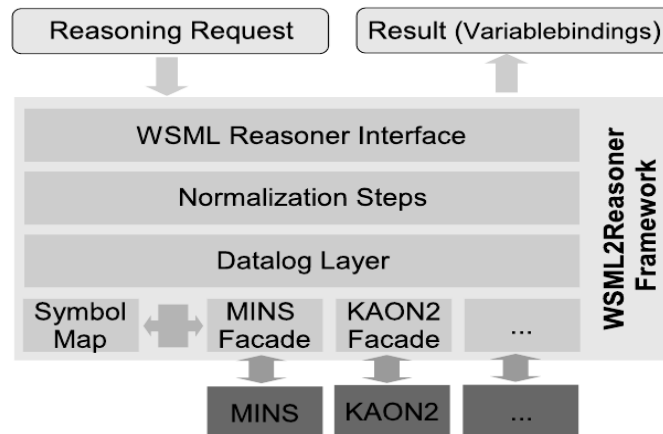 Reasoning Request
Result (Variablebindings)
WSML Reasoner Interface
Normalization Steps
Datalog Layer
Symbol
Map
MINS
Facade
KAON2
Facade
...
WSML2Reasoner
Framework
MINS
KAON2
...